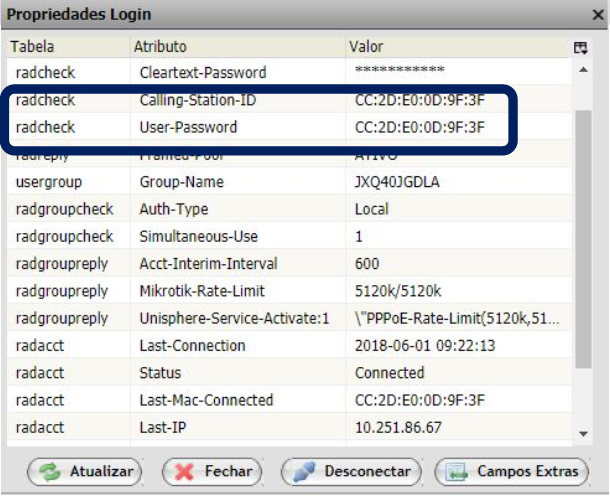 Propriedades Login
Tabela Atributo Valor
radcheck Cleartext-Password ***********
radcheck Calling-Station-ID CC:2D:E0:0D:9F:3F
radcheck User-Password CC:2D:E0:0D:9F:3F
radreply Framed-Pool ATIVO
usergroup Group-Name JXQ40JGDLA
radgroupcheck Auth-Type Local
radgroupcheck Simultaneous-Use 1
radgroupreply Acct-Interim-Interval 600
radgroupreply Mikrotik-Rate-Limit 5120k/5120k
radgroupreply Unisphere-Service-Activate:1 \"PPPoE-Rate-Limit(5120k,51...
radacct Last-Connection 2018-06-01 09:22:13
radacct Status Connected
radacct Last-Mac-Connected CC:2D:E0:0D:9F:3F
radacct Last-IP 10.251.86.67
Atualizar Fechar Desconectar Campos Extras